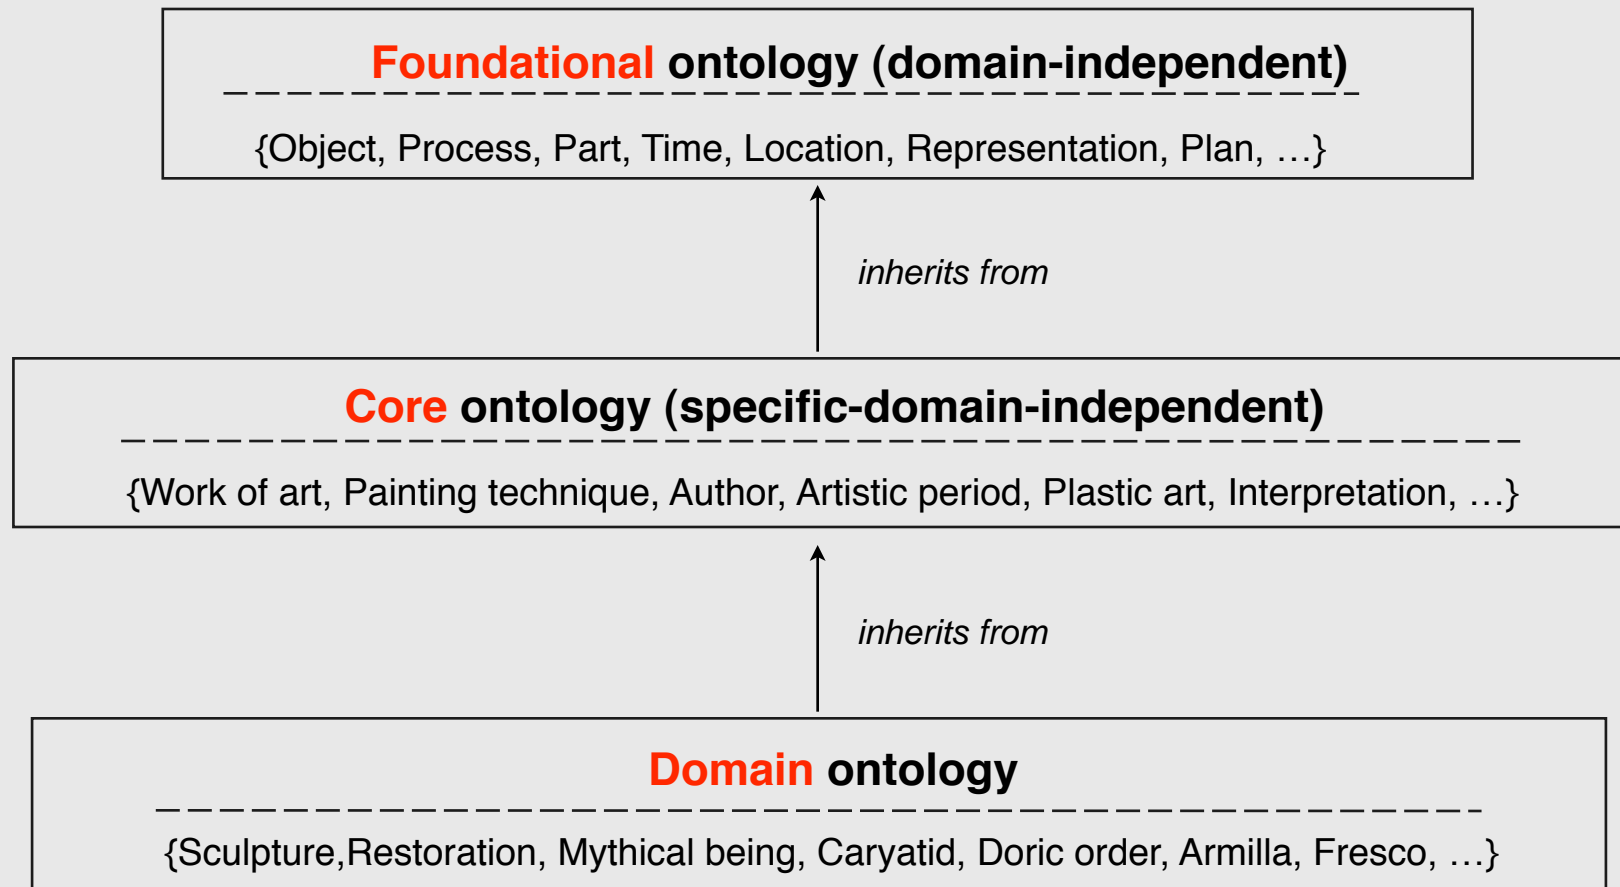 Foundational ontology (domain-independent)
{Object, Process, Part, Time, Location, Representation, Plan, …}
inherits from
Core ontology (specific-domain-independent)
{Work of art, Painting technique, Author, Artistic period, Plastic art, Interpretation, …}
inherits from
Domain ontology
{Sculpture,Restoration, Mythical being, Caryatid, Doric order, Armilla, Fresco, …}